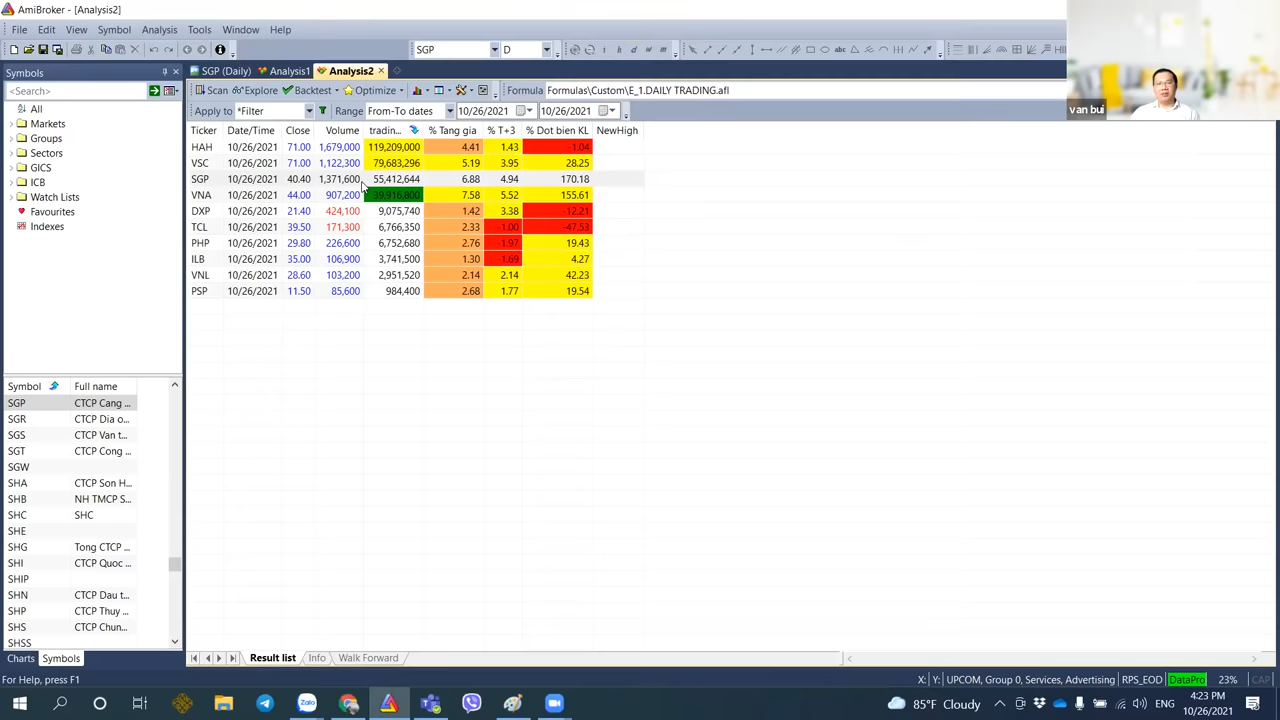 AmiBroker - [Analysis2]
File Edit View Symbol Analysis Tools Window Help
SGP D
Symbols
SGP (Daily) Analysis1 Analysis2
<Search>
Scan Explore Backtest Optimize Formula Formulas\Custom\E_1.DAILY TRADING.afl
Apply to *Filter Range From-To dates 10/26/2021 10/26/2021
van bui
All
Markets
Groups
Sectors
GICS
ICB
Watch Lists
Favourites
Indexes
Ticker Date/Time Close Volume tradin... % Tang gia % T+3 % Dot bien KL NewHigh
HAH 10/26/2021 71.00 1,679,000 119,209,000 4.41 1.43 -1.04
VSC 10/26/2021 71.00 1,122,300 79,683,296 5.19 3.95 28.25
SGP 10/26/2021 40.40 1,371,600 55,412,644 6.88 4.94 170.18
VNA 10/26/2021 44.00 907,200 39,916,800 7.58 5.52 155.61
DXP 10/26/2021 21.40 424,100 9,075,740 1.42 3.38 -12.21
TCL 10/26/2021 39.50 171,300 6,766,350 2.33 -1.00 -47.53
PHP 10/26/2021 29.80 226,600 6,752,680 2.76 -1.97 19.43
ILB 10/26/2021 35.00 106,900 3,741,500 1.30 -1.69 4.27
VNL 10/26/2021 28.60 103,200 2,951,520 2.14 2.14 42.23
PSP 10/26/2021 11.50 85,600 984,400 2.68 1.77 19.54
Symbol Full name
SGP CTCP Cang ...
SGR CTCP Dia o...
SGS CTCP Van t...
SGT CTCP Cong ...
SGW
SHA CTCP Son H...
SHB NH TMCP S...
SHC SHC
SHE
SHG Tong CTCP ...
SHI CTCP Quoc ...
SHIP
SHN CTCP Dau t...
SHP CTCP Thuy ...
SHS CTCP Chun...
SHSS
Charts Symbols
Result list Info Walk Forward
For Help, press F1
X: Y: UPCOM, Group 0, Services, Advertising RPS_EOD DataPro 23% CAP
Zalo
85°F Cloudy ENG 4:23 PM
10/26/2021